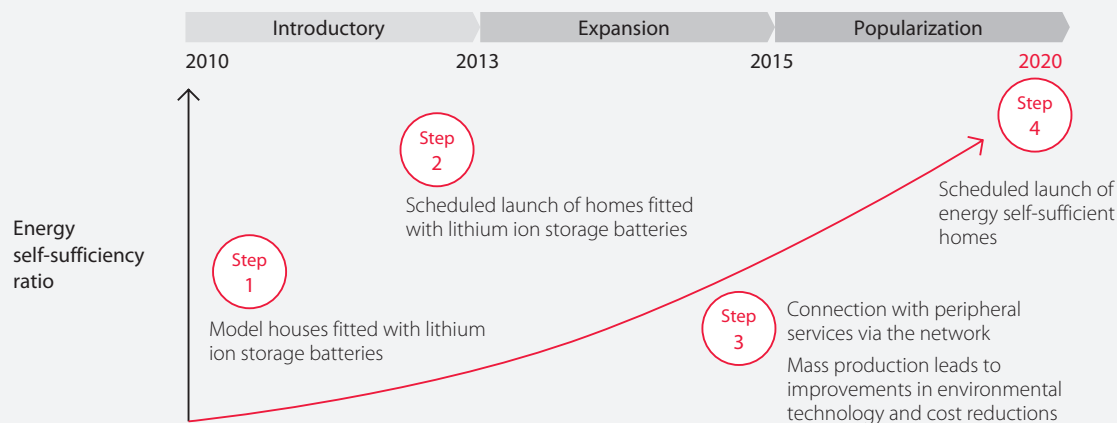 Introductory
Expansion
Popularization
2010
2013
2015
2020
Step
4
Step
2
Scheduled launch of homes fitted
with lithium ion storage batteries
Scheduled launch of
energy self-sufficient
homes
Energy
self-sufficiency
ratio
Step
1
Model houses fitted with lithium
ion storage batteries
Step
3
Connection with peripheral
services via the network
Mass production leads to
improvements in environmental
technology and cost reductions